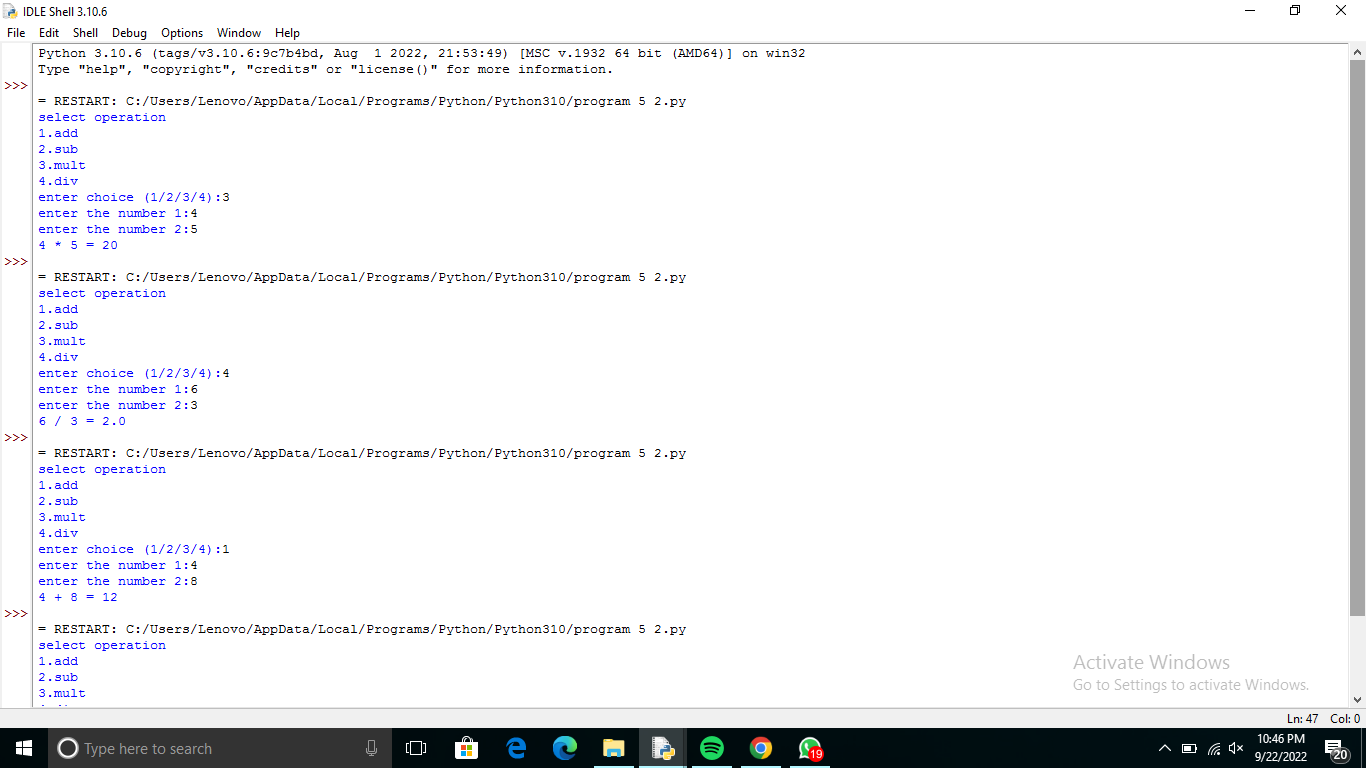 IDLE Shell 3.10.6
File Edit Shell Debug Options Window Help
Python 3.10.6 (tags/v3.10.6:9c7b4bd, Aug  1 2022, 21:53:49) [MSC v.1932 64 bit (AMD64)] on win32
Type "help", "copyright", "credits" or "license()" for more information.
>>>
= RESTART: C:/Users/Lenovo/AppData/Local/Programs/Python/Python310/program 5 2.py
select operation
1.add
2.sub
3.mult
4.div
enter choice (1/2/3/4):3
enter the number 1:4
enter the number 2:5
4 * 5 = 20
>>>
= RESTART: C:/Users/Lenovo/AppData/Local/Programs/Python/Python310/program 5 2.py
select operation
1.add
2.sub
3.mult
4.div
enter choice (1/2/3/4):4
enter the number 1:6
enter the number 2:3
6 / 3 = 2.0
>>>
= RESTART: C:/Users/Lenovo/AppData/Local/Programs/Python/Python310/program 5 2.py
select operation
1.add
2.sub
3.mult
4.div
enter choice (1/2/3/4):1
enter the number 1:4
enter the number 2:8
4 + 8 = 12
>>>
= RESTART: C:/Users/Lenovo/AppData/Local/Programs/Python/Python310/program 5 2.py
select operation
1.add
2.sub
3.mult
Activate Windows
Go to Settings to activate Windows.
Ln: 47 Col: 0
Type here to search
19
10:46 PM
9/22/2022
20